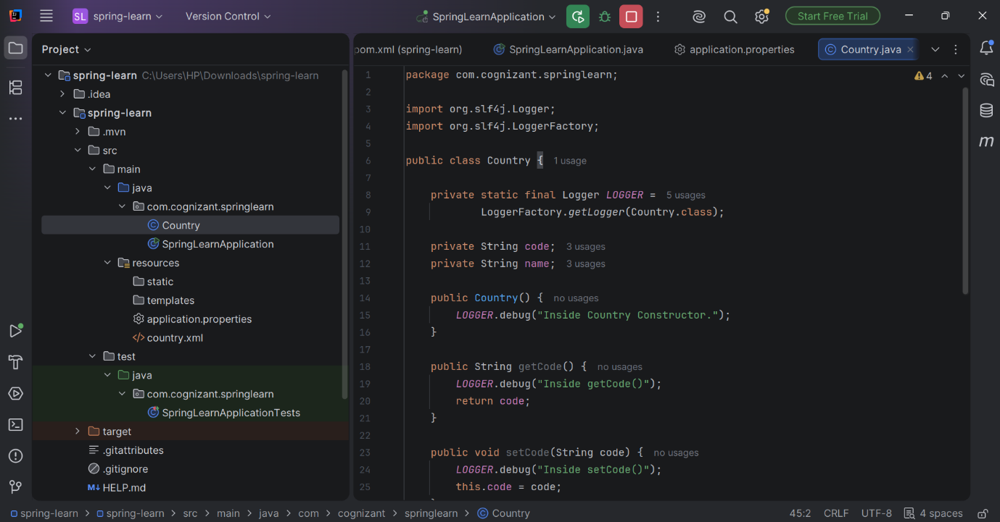 SL spring-learn Version Control SpringLearnApplication Start Free Trial
Project
spring-learn C:\Users\HP\Downloads\spring-learn
.idea
spring-learn
.mvn
src
main
java
com.cognizant.springlearn
Country
SpringLearnApplication
resources
static
templates
application.properties
</> country.xml
test
java
com.cognizant.springlearn
SpringLearnApplicationTests
target
.gitattributes
.gitignore
M↓ HELP.md
pom.xml (spring-learn) SpringLearnApplication.java application.properties Country.java
4
1 package com.cognizant.springlearn;
2
3 import org.slf4j.Logger;
4 import org.slf4j.LoggerFactory;
5
6 public class Country { 1 usage
7
8 private static final Logger LOGGER = 5 usages
9 LoggerFactory.getLogger(Country.class);
10
11 private String code; 3 usages
12 private String name; 3 usages
13
14 public Country() { no usages
15 LOGGER.debug("Inside Country Constructor.");
16 }
17
18 public String getCode() { no usages
19 LOGGER.debug("Inside getCode()");
20 return code;
21 }
22
23 public void setCode(String code) { no usages
24 LOGGER.debug("Inside setCode()");
25 this.code = code;
m
spring-learn > spring-learn > src > main > java > com > cognizant > springlearn > Country 45:2 CRLF UTF-8 4 spaces